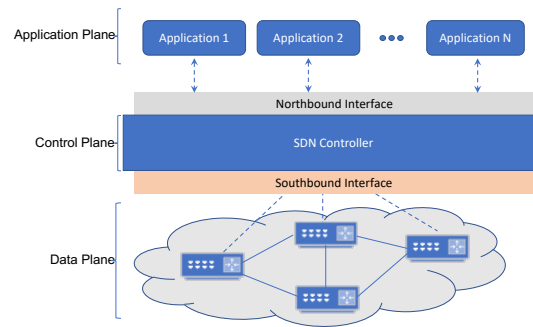 Application Plane
Application 1
Application 2
Application N
Northbound Interface
Control Plane
SDN Controller
Southbound Interface
Data Plane